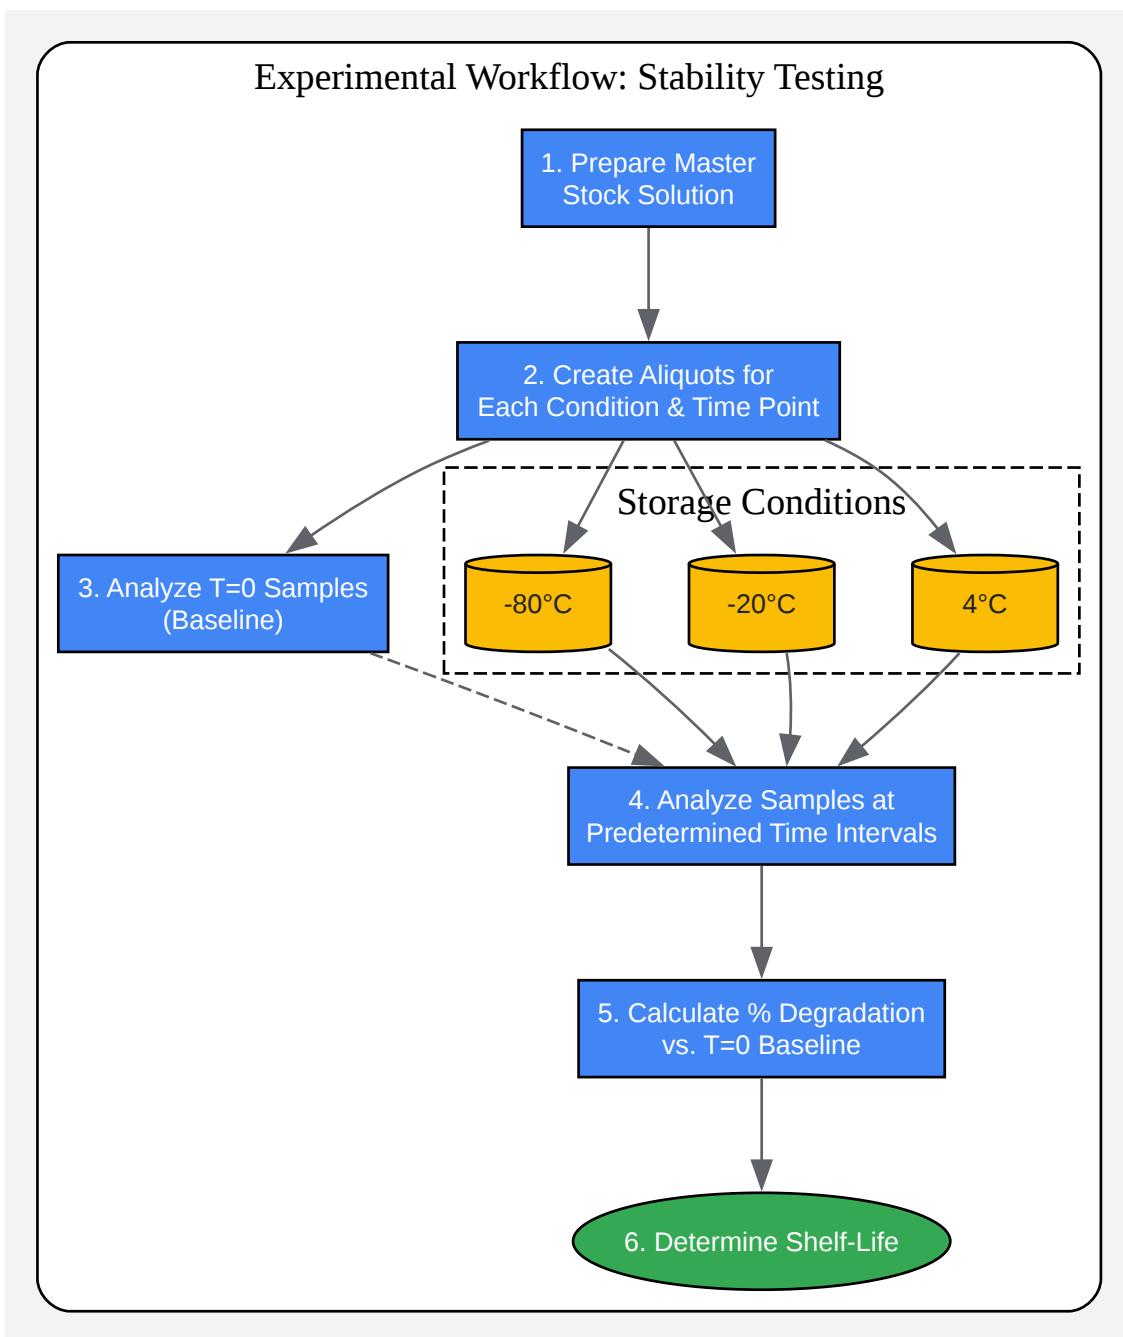 Experimental Workflow: Stability Testing
1. Prepare Master
Stock Solution
2. Create Aliquots for
Each Condition & Time Point
Storage Conditions
3. Analyze T=0 Samples
(Baseline)
-80°C
-20°C
4°C
4. Analyze Samples at
Predetermined Time Intervals
5. Calculate % Degradation
vs. T=0 Baseline
6. Determine Shelf-Life